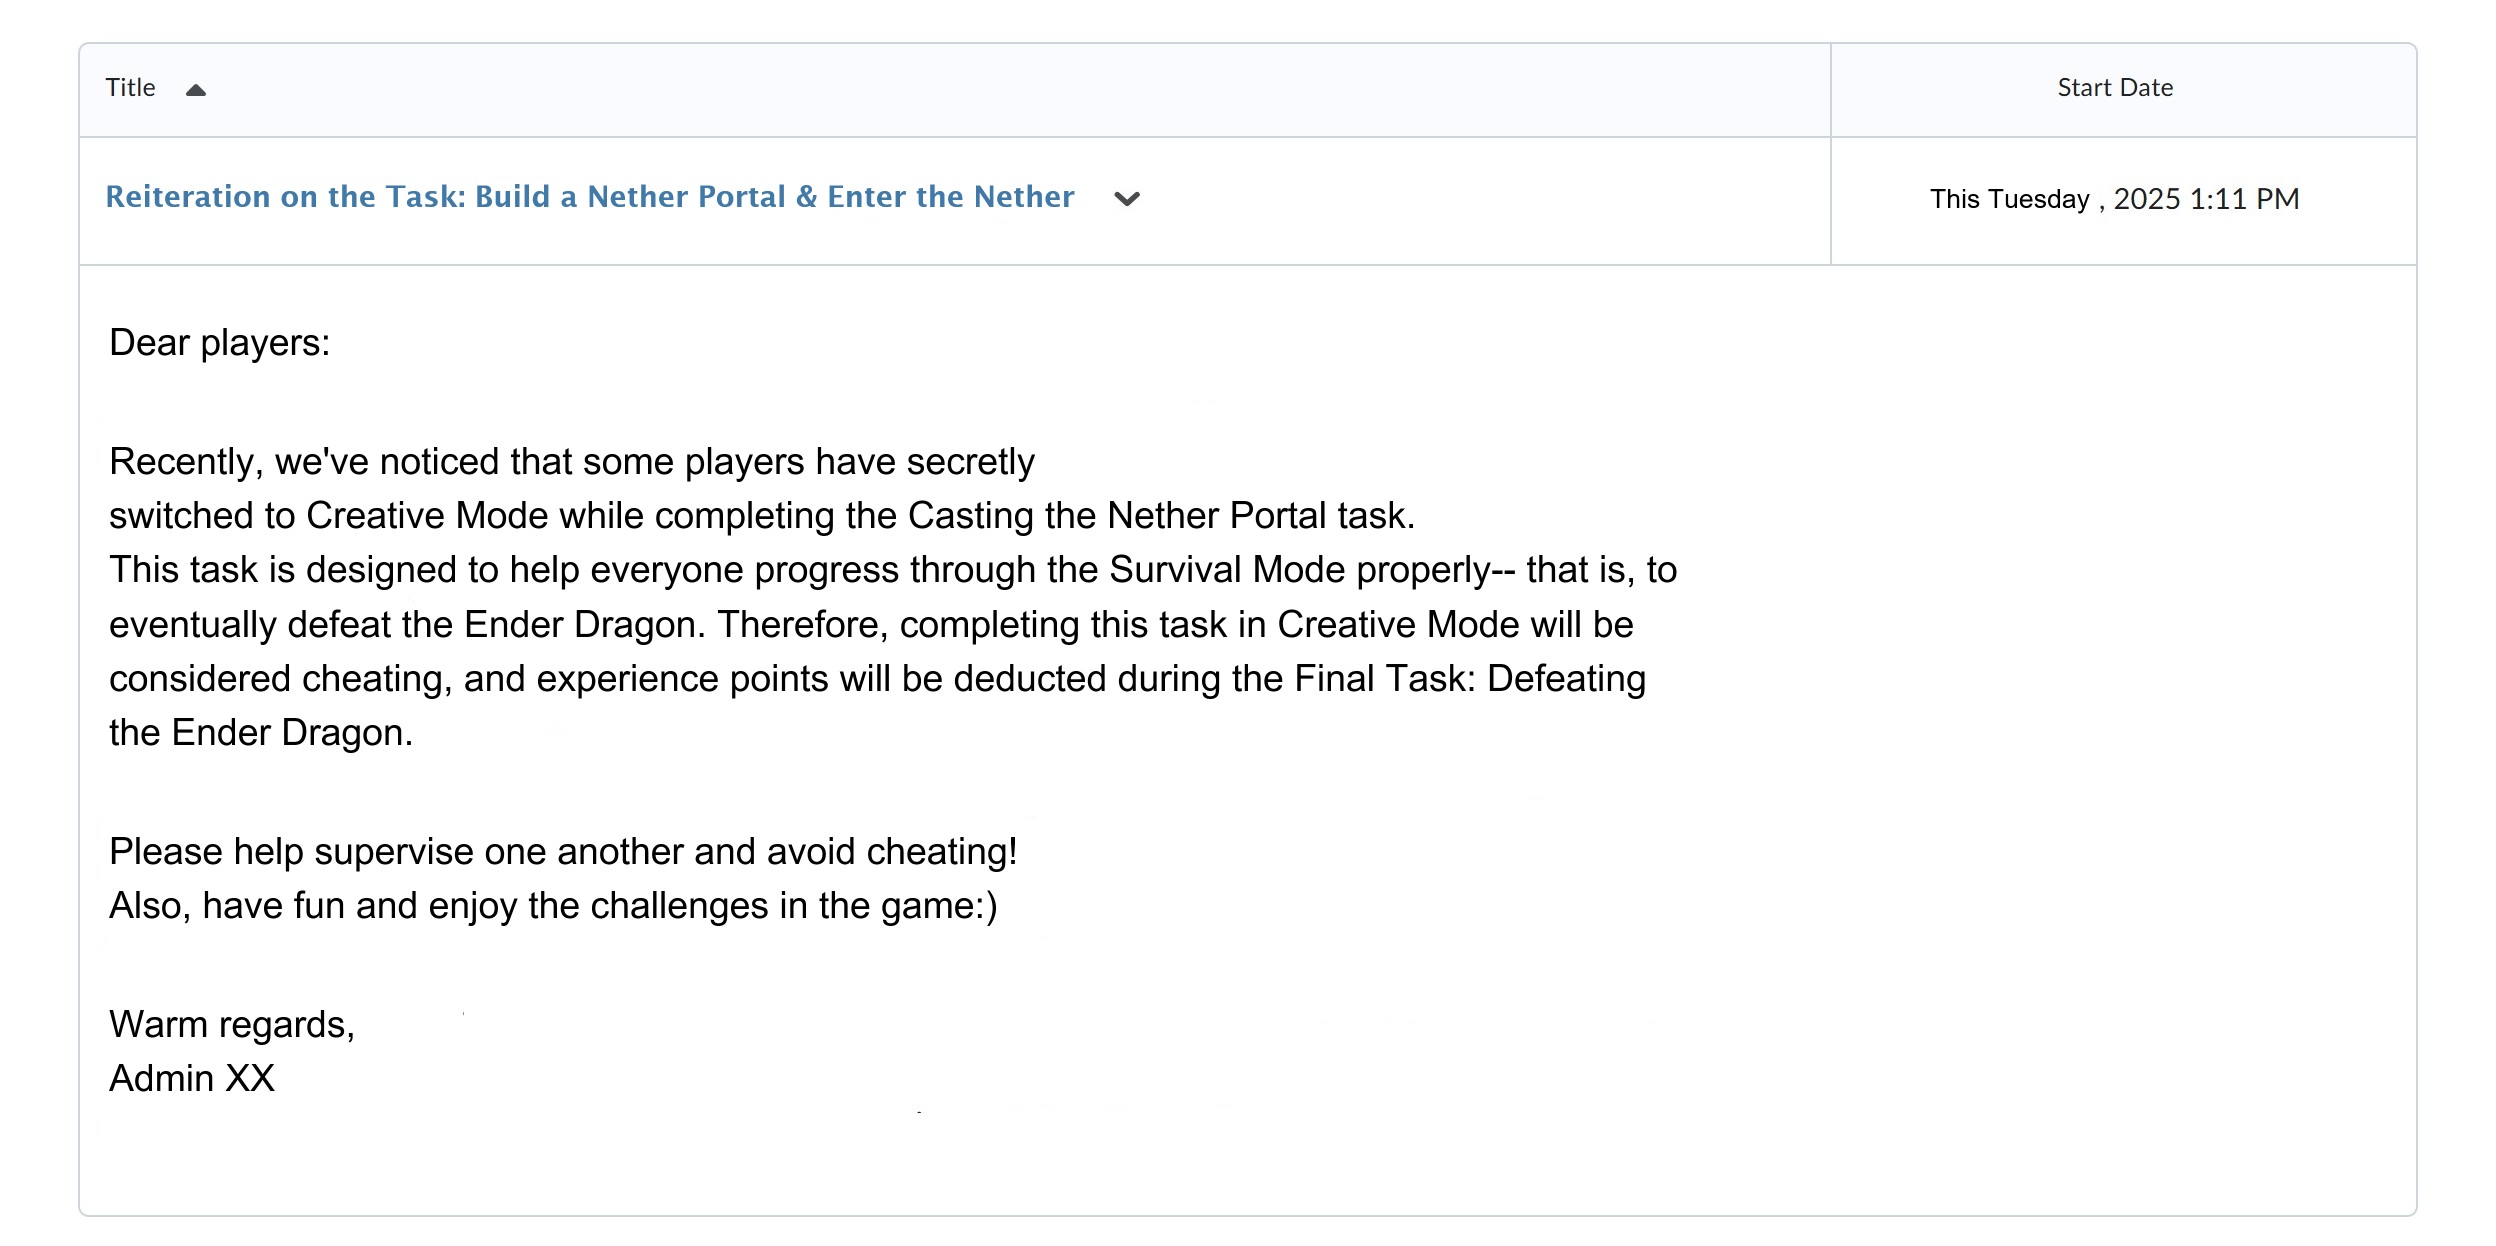 Title
Start Date
Reiteration on the Task: Build a Nether Portal & Enter the Nether
This Tuesday , 2025 1:11 PM
Dear players:
Recently, we've noticed that some players have secretly
switched to Creative Mode while completing the Casting the Nether Portal task.
This task is designed to help everyone progress through the Survival Mode properly-- that is, to
eventually defeat the Ender Dragon. Therefore, completing this task in Creative Mode will be
considered cheating, and experience points will be deducted during the Final Task: Defeating
the Ender Dragon.
Please help supervise one another and avoid cheating!
Also, have fun and enjoy the challenges in the game:)
Warm regards,
Admin XX